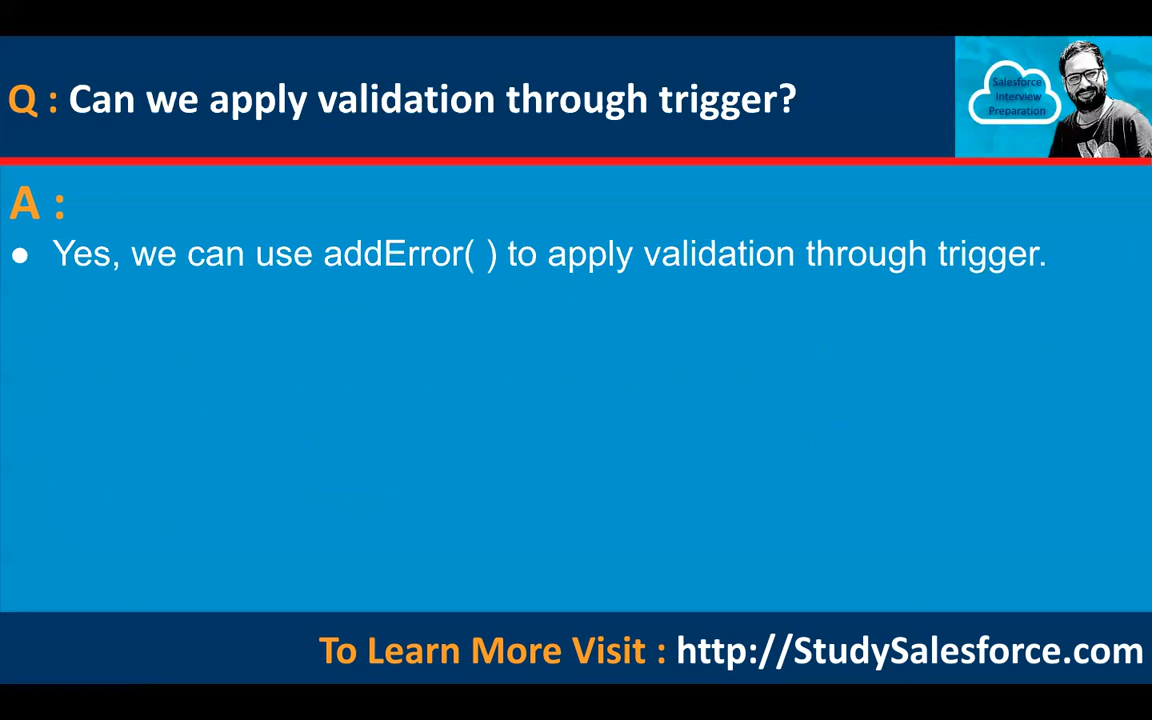 Q : Can we apply validation through trigger?
Salesforce
Interview
Preparation
A :
● Yes, we can use addError( ) to apply validation through trigger.
To Learn More Visit : http://StudySalesforce.com